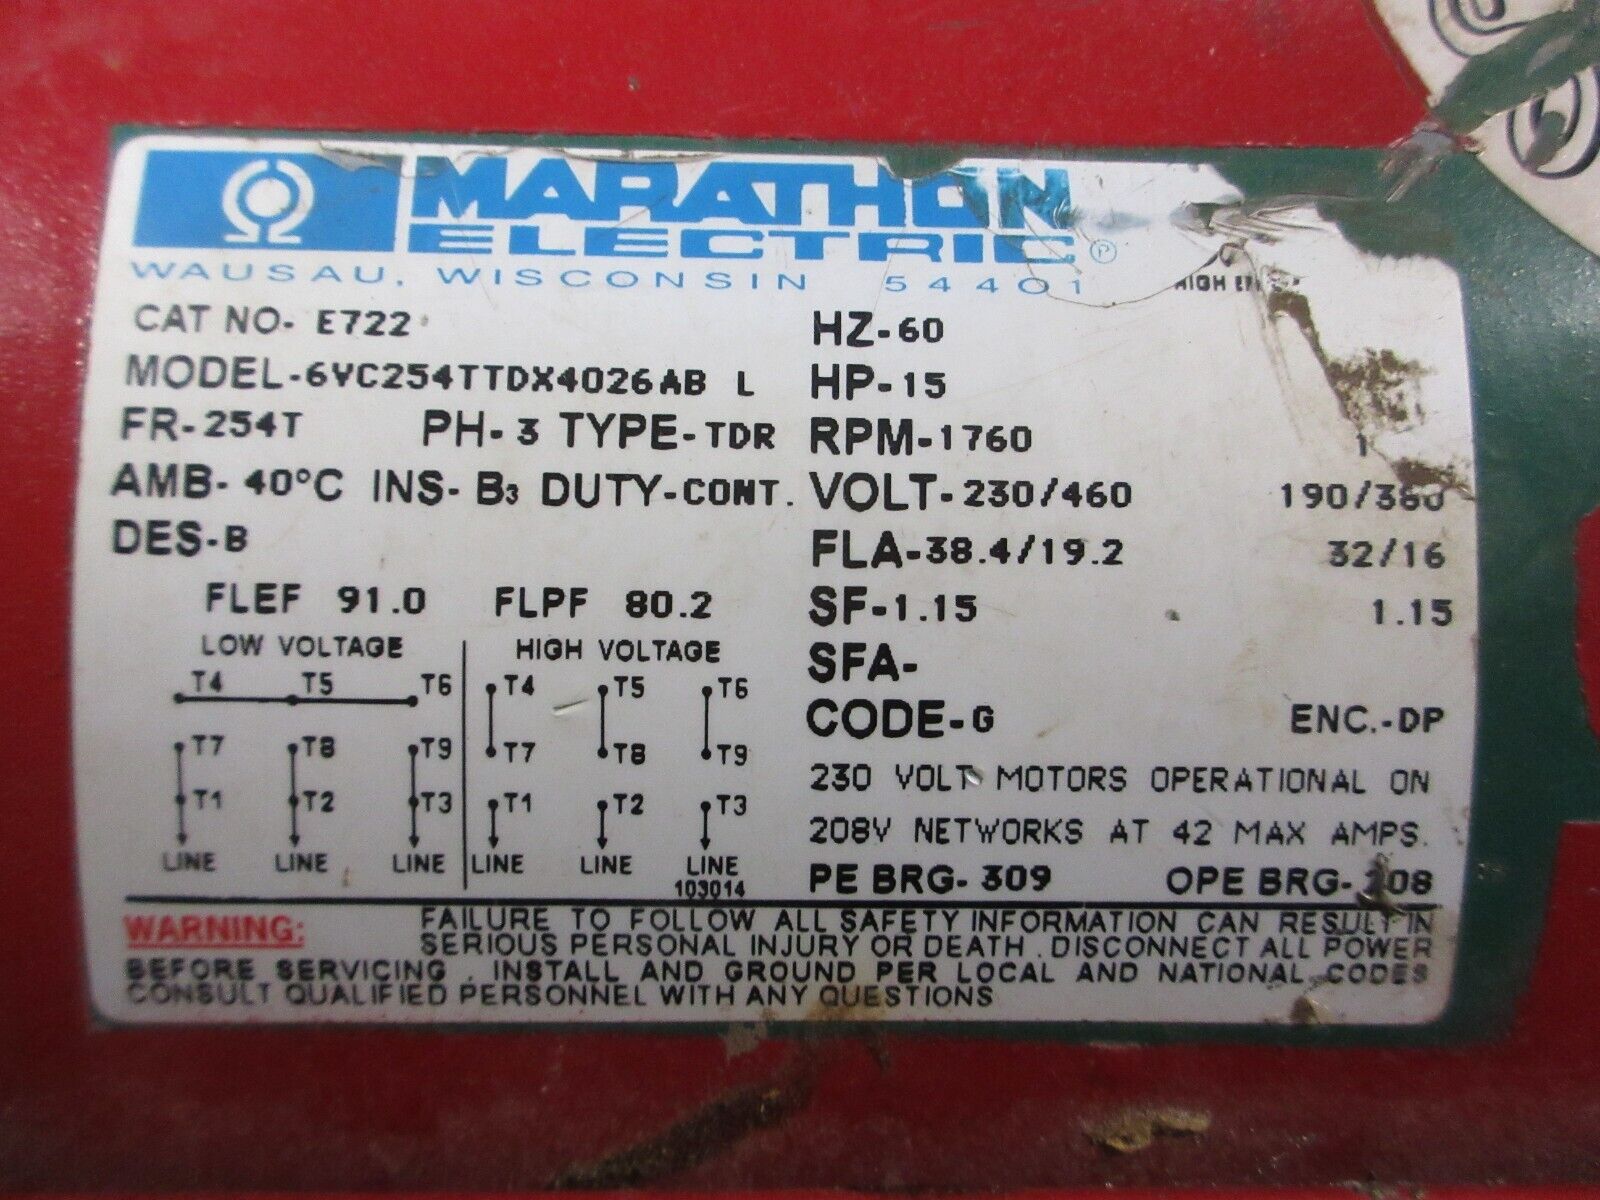 MARATHON
ELECTRIC ®
WAUSAU, WISCONSIN 54401
HIGH
CAT NO- E722 HZ-60
MODEL-6VC254TTDX4026AB L HP-15
FR-254T PH-3 TYPE-TDR RPM-1760 1
AMB-40°C INS-B3 DUTY-CONT. VOLT-230/460 190/380
DES-B FLA-38.4/19.2 32/16
FLEF 91.0 FLPF 80.2 SF-1.15 1.15
LOW VOLTAGE HIGH VOLTAGE SFA-
T4 T5 T6 T4 T5 T6 CODE-G ENC.-DP
T7 T8 T9 T7 T8 T9 230 VOLT MOTORS OPERATIONAL ON
T1 T2 T3 T1 T2 T3 208V NETWORKS AT 42 MAX AMPS.
LINE LINE LINE LINE LINE LINE
103014 PE BRG-309 OPE BRG-208
WARNING: FAILURE TO FOLLOW ALL SAFETY INFORMATION CAN RESULT IN
SERIOUS PERSONAL INJURY OR DEATH. DISCONNECT ALL POWER
BEFORE SERVICING. INSTALL AND GROUND PER LOCAL AND NATIONAL CODES
CONSULT QUALIFIED PERSONNEL WITH ANY QUESTIONS